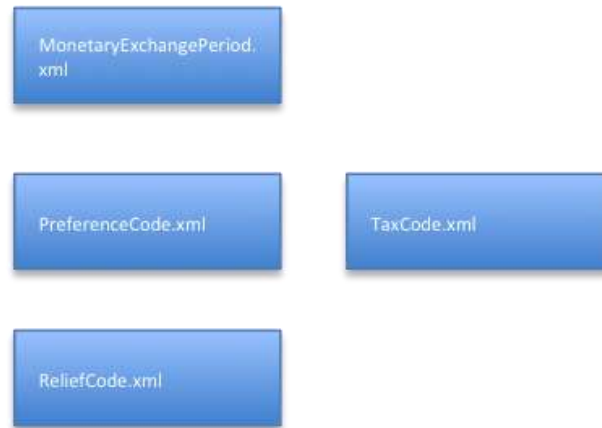 MonetaryExchangePeriod.
xml
PreferenceCode.xml
TaxCode.xml
ReliefCode.xml